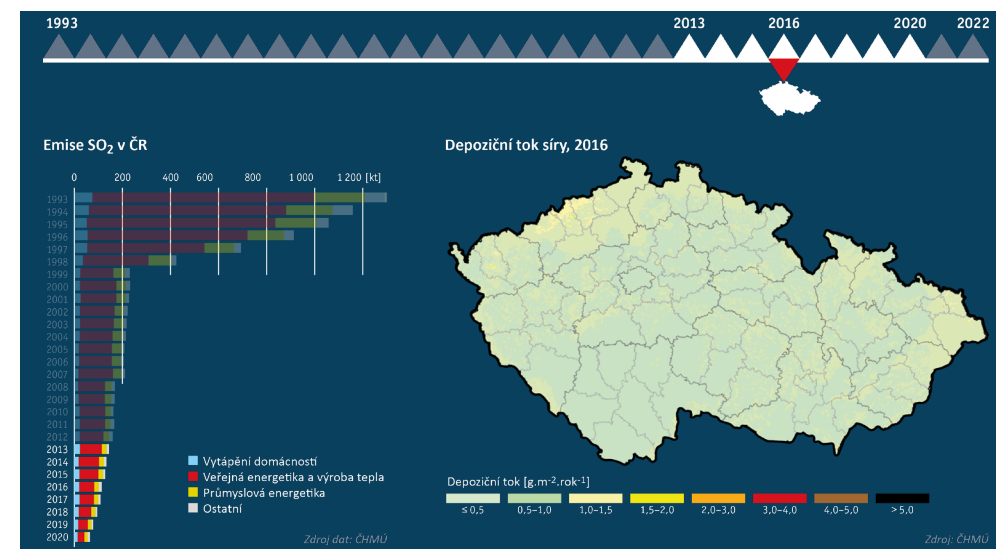 1993 2013 2016 2020 2022
Emise SO2 v ČR
0 200 400 600 800 1 000 1 200 [kt]
1993
1994
1995
1996
1997
1998
1999
2000
2001
2002
2003
2004
2005
2006
2007
2008
2009
2010
2011
2012
2013
2014
2015
2016
2017
2018
2019
2020
Vytápění domácností
Veřejná energetika a výroba tepla
Průmyslová energetika
Ostatní
Zdroj dat: ČHMÚ
Depoziční tok síry, 2016
Depoziční tok [g.m-2.rok-1]
≤ 0,5 0,5–1,0 1,0–1,5 1,5–2,0 2,0–3,0 3,0–4,0 4,0–5,0 > 5,0
Zdroj: ČHMÚ